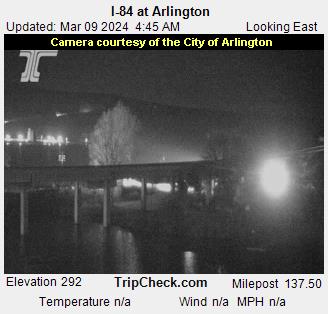 I-84 at Arlington
Updated: Mar 09 2024 4:45 AM Looking East
Camera courtesy of the City of Arlington
Elevation 292 TripCheck.com Milepost 137.50
Temperature n/a Wind n/a MPH n/a